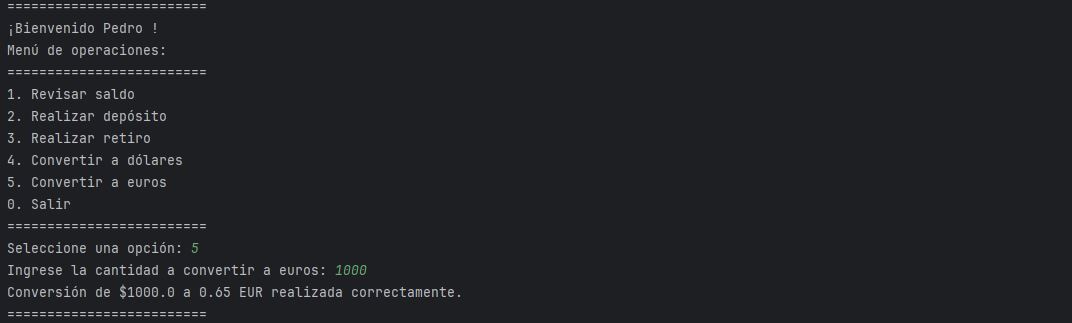 =========================
¡Bienvenido Pedro !
Menú de operaciones:
=========================
1. Revisar saldo
2. Realizar depósito
3. Realizar retiro
4. Convertir a dólares
5. Convertir a euros
0. Salir
=========================
Seleccione una opción: 5
Ingrese la cantidad a convertir a euros: 1000
Conversión de $1000.0 a 0.65 EUR realizada correctamente.
=========================